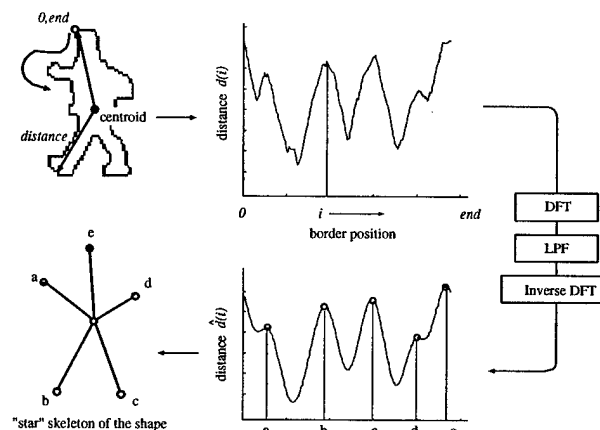 0,end
centroid
distance
distance d(i)
0 i end
border position
DFT
LPF
Inverse DFT
e
a
d
b
c
"star" skeleton of the shape
distance d̂(i)
a b c d e